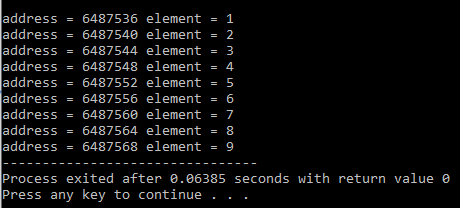 address = 6487536 element = 1
address = 6487540 element = 2
address = 6487544 element = 3
address = 6487548 element = 4
address = 6487552 element = 5
address = 6487556 element = 6
address = 6487560 element = 7
address = 6487564 element = 8
address = 6487568 element = 9
--------------------------------
Process exited after 0.06385 seconds with return value 0
Press any key to continue . . .